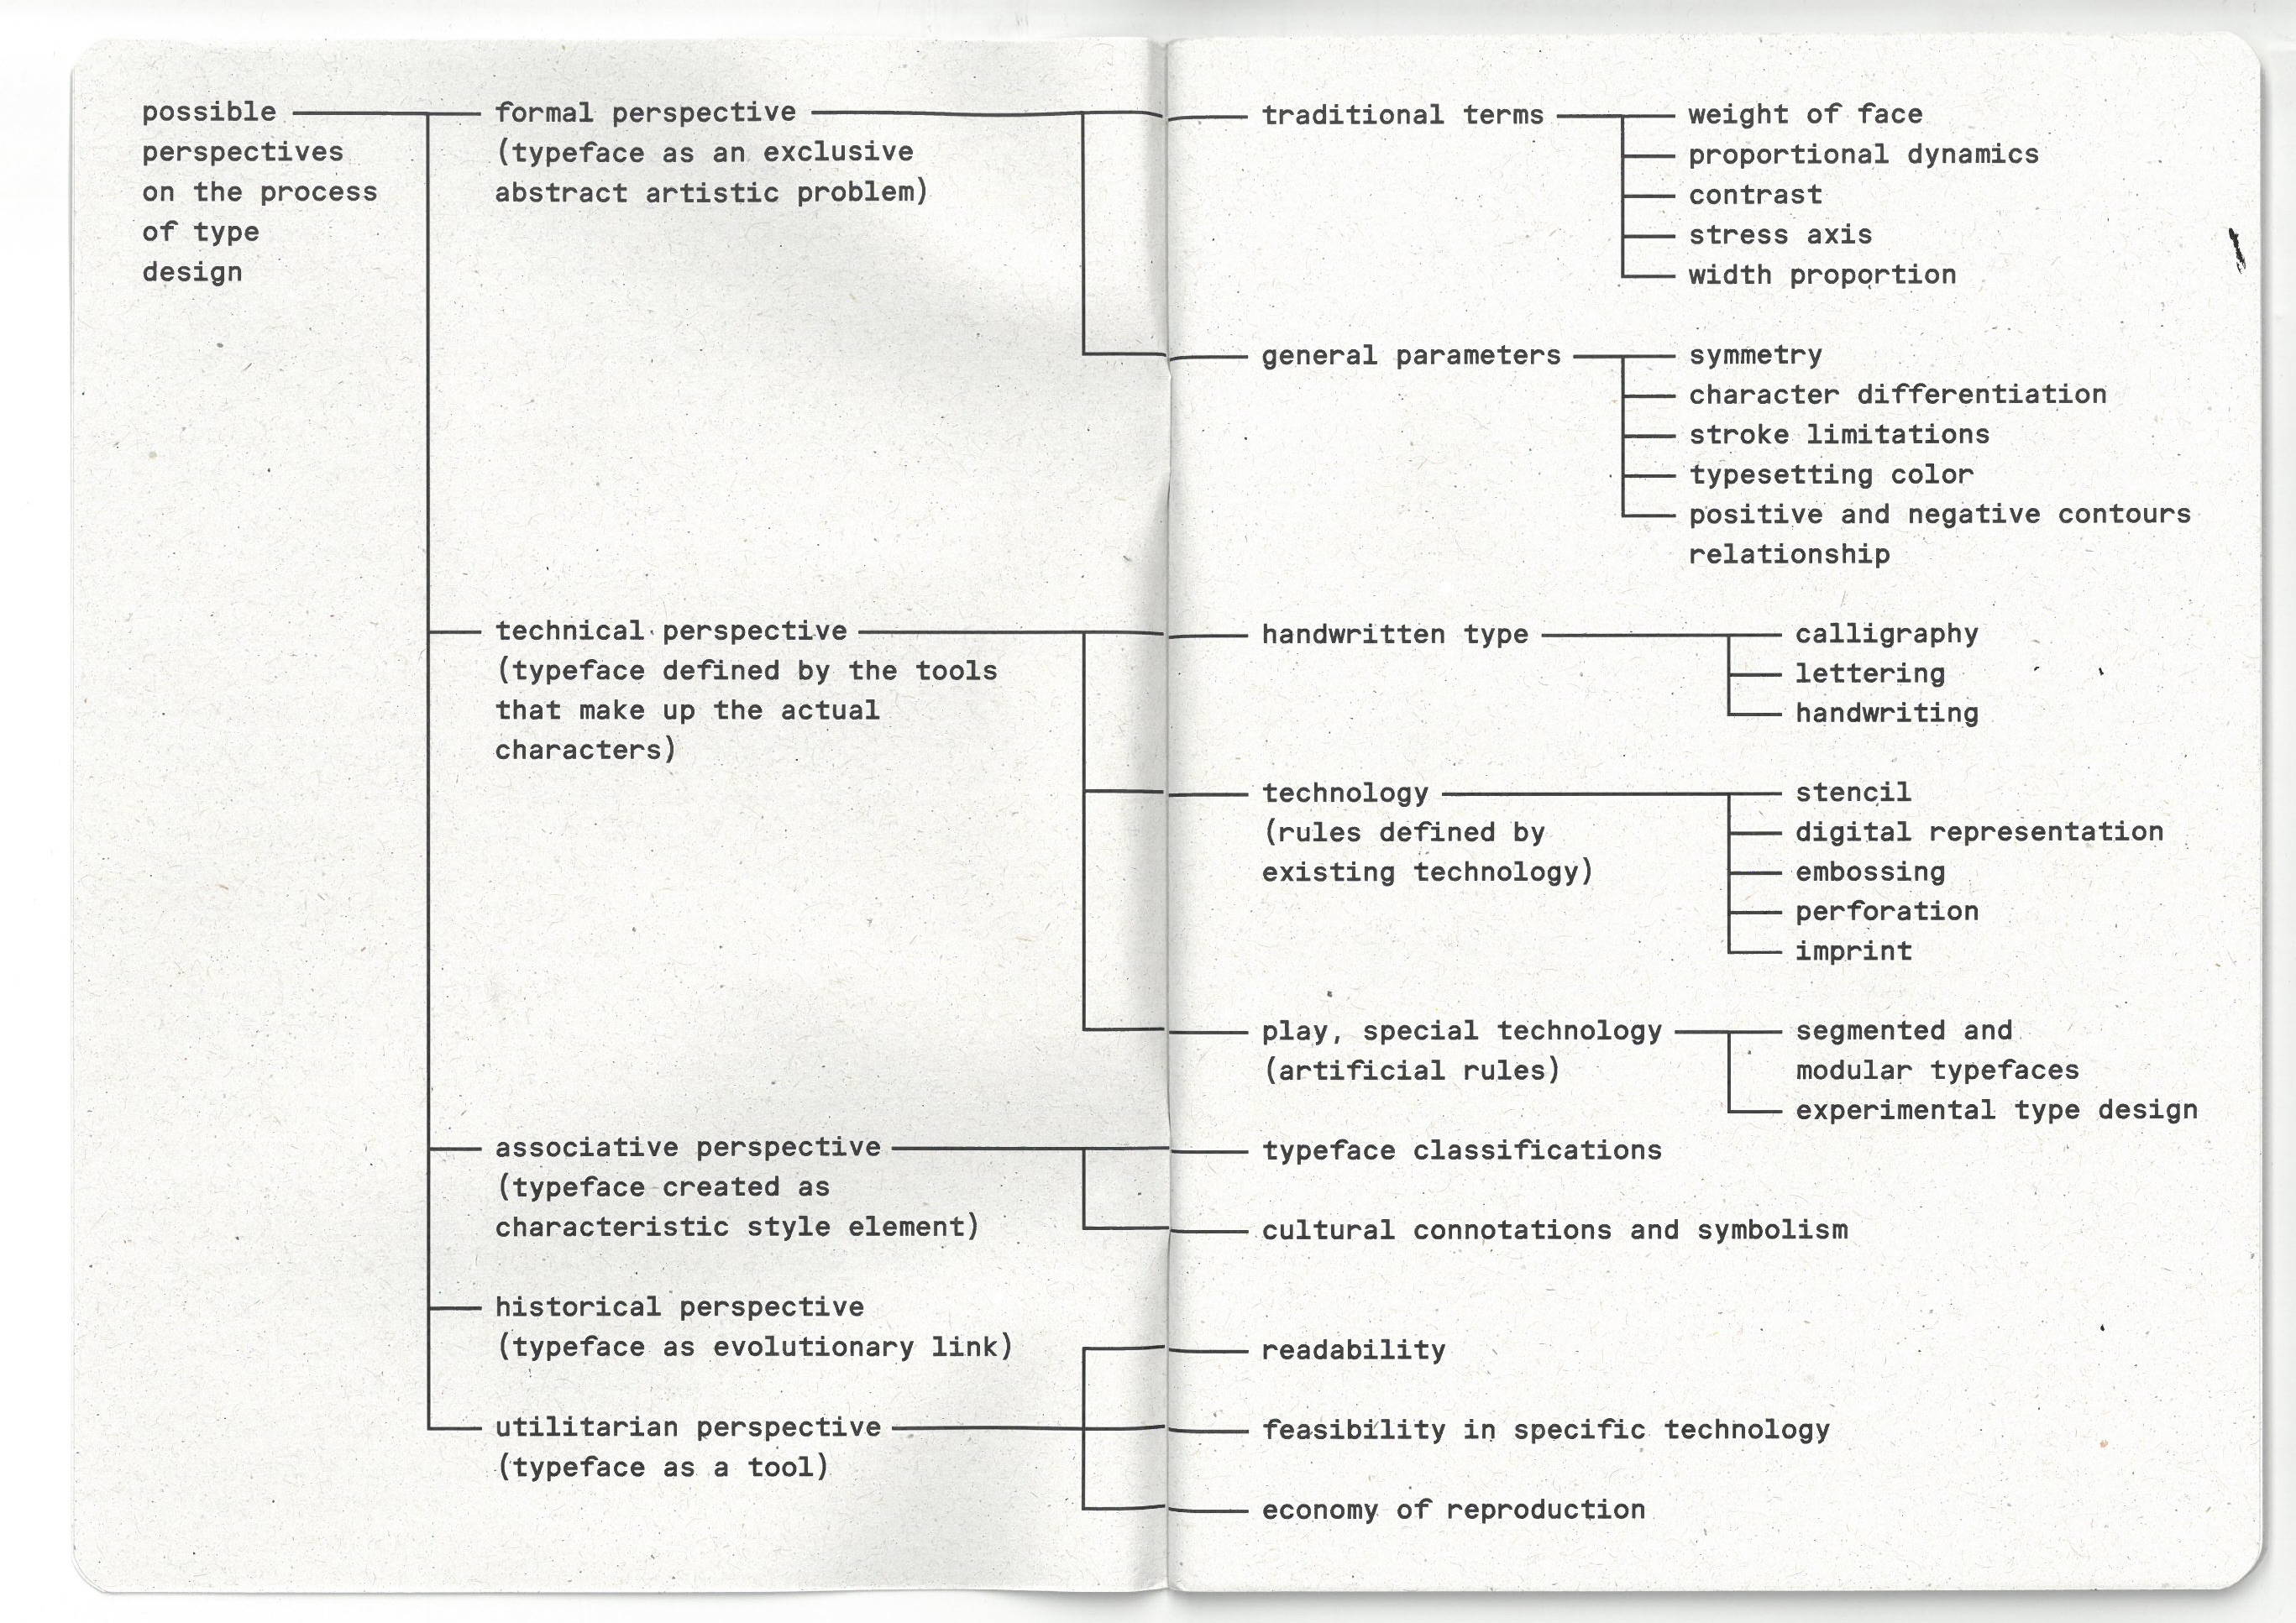 possible
perspectives
on the process
of type
design
formal perspective
(typeface as an exclusive
abstract artistic problem)
traditional terms
weight of face
proportional dynamics
contrast
stress axis
width proportion
general parameters
symmetry
character differentiation
stroke limitations
typesetting color
positive and negative contours
relationship
technical perspective
(typeface defined by the tools
that make up the actual
characters)
handwritten type
calligraphy
lettering
handwriting
technology
(rules defined by
existing technology)
stencil
digital representation
embossing
perforation
imprint
play, special technology
(artificial rules)
segmented and
modular typefaces
experimental type design
associative perspective
(typeface created as
characteristic style element)
typeface classifications
cultural connotations and symbolism
historical perspective
(typeface as evolutionary link)
utilitarian perspective
(typeface as a tool)
readability
feasibility in specific technology
economy of reproduction